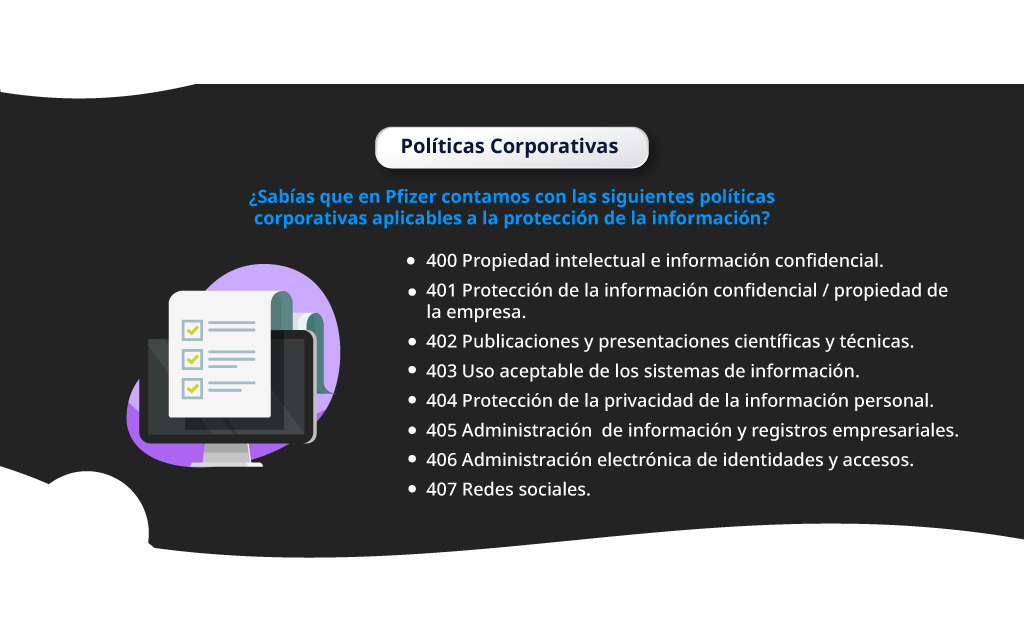 Políticas Corporativas
¿Sabías que en Pfizer contamos con las siguientes políticas
corporativas aplicables a la protección de la información?
• 400 Propiedad intelectual e información confidencial.
• 401 Protección de la información confidencial / propiedad de
la empresa.
• 402 Publicaciones y presentaciones científicas y técnicas.
• 403 Uso aceptable de los sistemas de información.
• 404 Protección de la privacidad de la información personal.
• 405 Administración  de información y registros empresariales.
• 406 Administración electrónica de identidades y accesos.
• 407 Redes sociales.